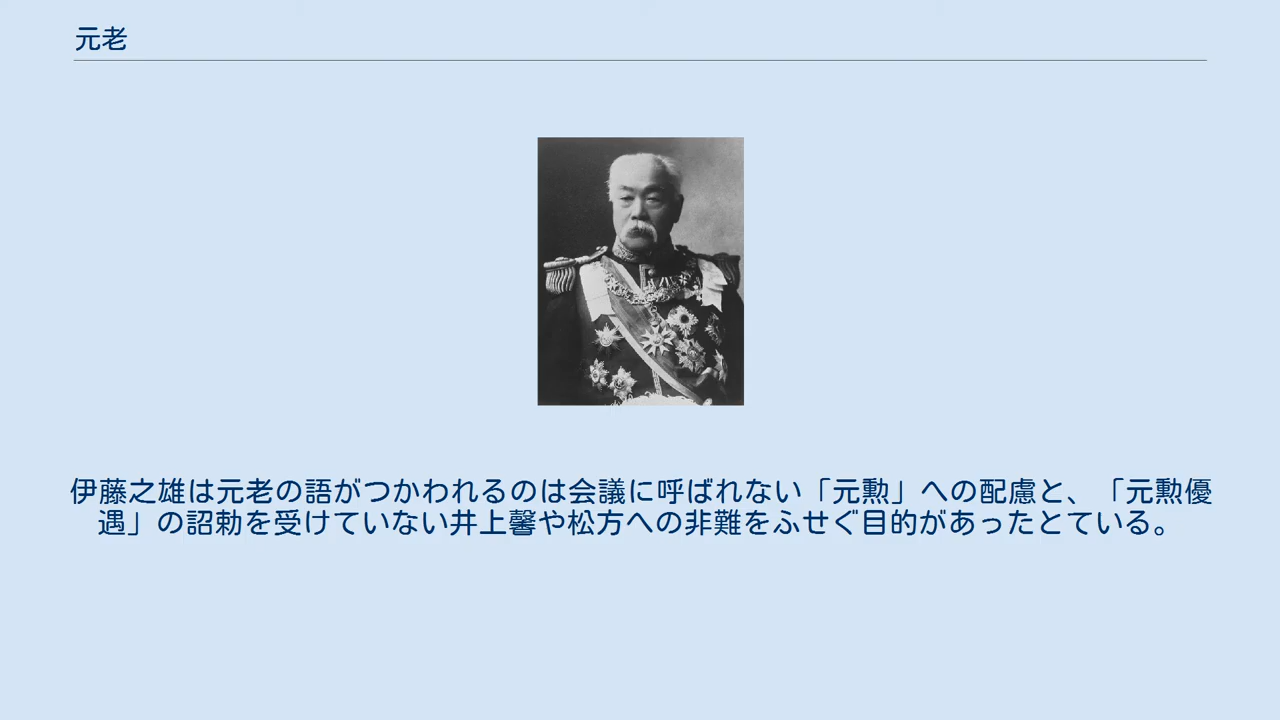 元老
伊藤之雄は元老の語がつかわれるのは会議に呼ばれない「元勲」への配慮と、「元勲優
遇」の詔勅を受けていない井上馨や松方への非難をふせぐ目的があったとている。